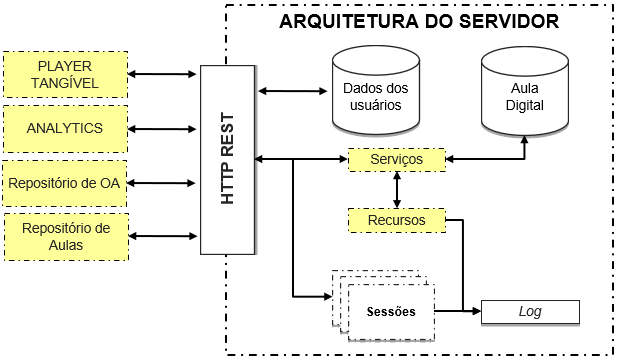 ARQUITETURA DO SERVIDOR
PLAYER
TANGÍVEL
ANALYTICS
Repositório de OA
Repositório de
Aulas
HTTP REST
Dados dos
usuários
Aula
Digital
Serviços
Recursos
Sessões
Log